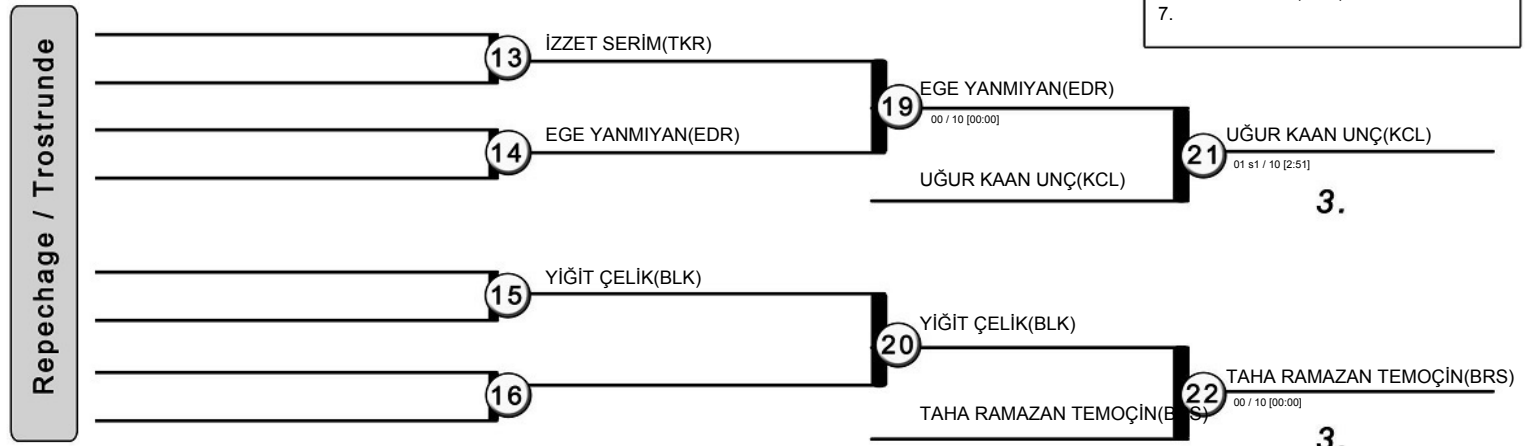 7.
Repechage / Trostrunde
13
İZZET SERİM(TKR)
14
EGE YANMIYAN(EDR)
19
EGE YANMIYAN(EDR)
00 / 10 [00:00]
UĞUR KAAN UNÇ(KCL)
21
UĞUR KAAN UNÇ(KCL)
01 s1 / 10 [2:51]
3.
15
YİĞİT ÇELİK(BLK)
16
20
YİĞİT ÇELİK(BLK)
TAHA RAMAZAN TEMOÇİN(BRS)
22
TAHA RAMAZAN TEMOÇİN(BRS)
00 / 10 [00:00]
3.